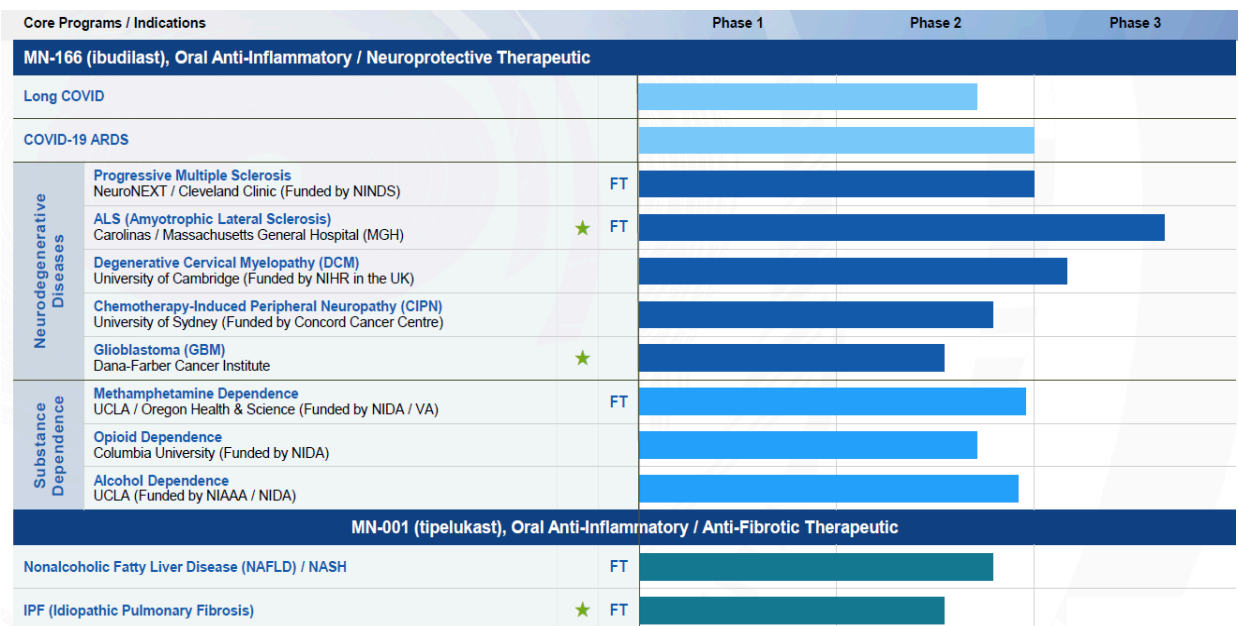 Core Programs / Indications Phase 1 Phase 2 Phase 3
MN-166 (ibudilast), Oral Anti-Inflammatory / Neuroprotective Therapeutic
Long COVID
COVID-19 ARDS
Neurodegenerative
Diseases
Progressive Multiple Sclerosis
NeuroNEXT / Cleveland Clinic (Funded by NINDS)
FT
ALS (Amyotrophic Lateral Sclerosis)
Carolinas / Massachusetts General Hospital (MGH)
FT
Degenerative Cervical Myelopathy (DCM)
University of Cambridge (Funded by NIHR in the UK)
Chemotherapy-Induced Peripheral Neuropathy (CIPN)
University of Sydney (Funded by Concord Cancer Centre)
Glioblastoma (GBM)
Dana-Farber Cancer Institute
Substance
Dependence
Methamphetamine Dependence
UCLA / Oregon Health & Science (Funded by NIDA / VA)
FT
Opioid Dependence
Columbia University (Funded by NIDA)
Alcohol Dependence
UCLA (Funded by NIAAA / NIDA)
MN-001 (tipelukast), Oral Anti-Inflammatory / Anti-Fibrotic Therapeutic
Nonalcoholic Fatty Liver Disease (NAFLD) / NASH FT
IPF (Idiopathic Pulmonary Fibrosis) FT